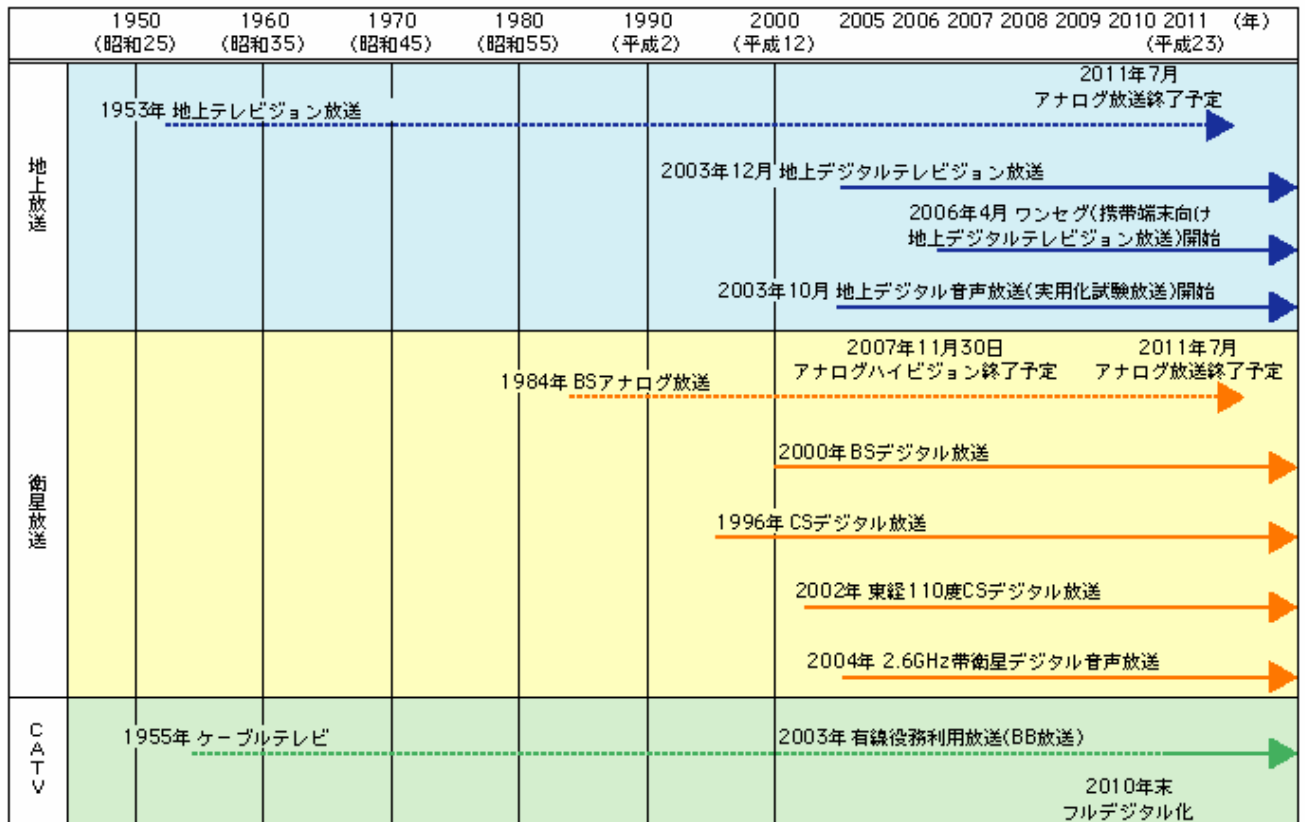 1950 1960 1970 1980 1990 2000 2005 2006 2007 2008 2009 2010 2011 (年)
(昭和25) (昭和35) (昭和45) (昭和55) (平成2) (平成12) (平成23)
地上放送
2011年7月
アナログ放送終了予定
1953年 地上テレビジョン放送
2003年12月 地上デジタルテレビジョン放送
2006年4月 ワンセグ(携帯端末向け
地上デジタルテレビジョン放送)開始
2003年10月 地上デジタル音声放送(実用化試験放送)開始
衛星放送
2007年11月30日
アナログハイビジョン終了予定
2011年7月
アナログ放送終了予定
1984年 BSアナログ放送
2000年 BSデジタル放送
1996年 CSデジタル放送
2002年 東経110度CSデジタル放送
2004年 2.6GHz帯衛星デジタル音声放送
CATV
1955年 ケーブルテレビ
2003年 有線役務利用放送(BB放送)
2010年末
フルデジタル化